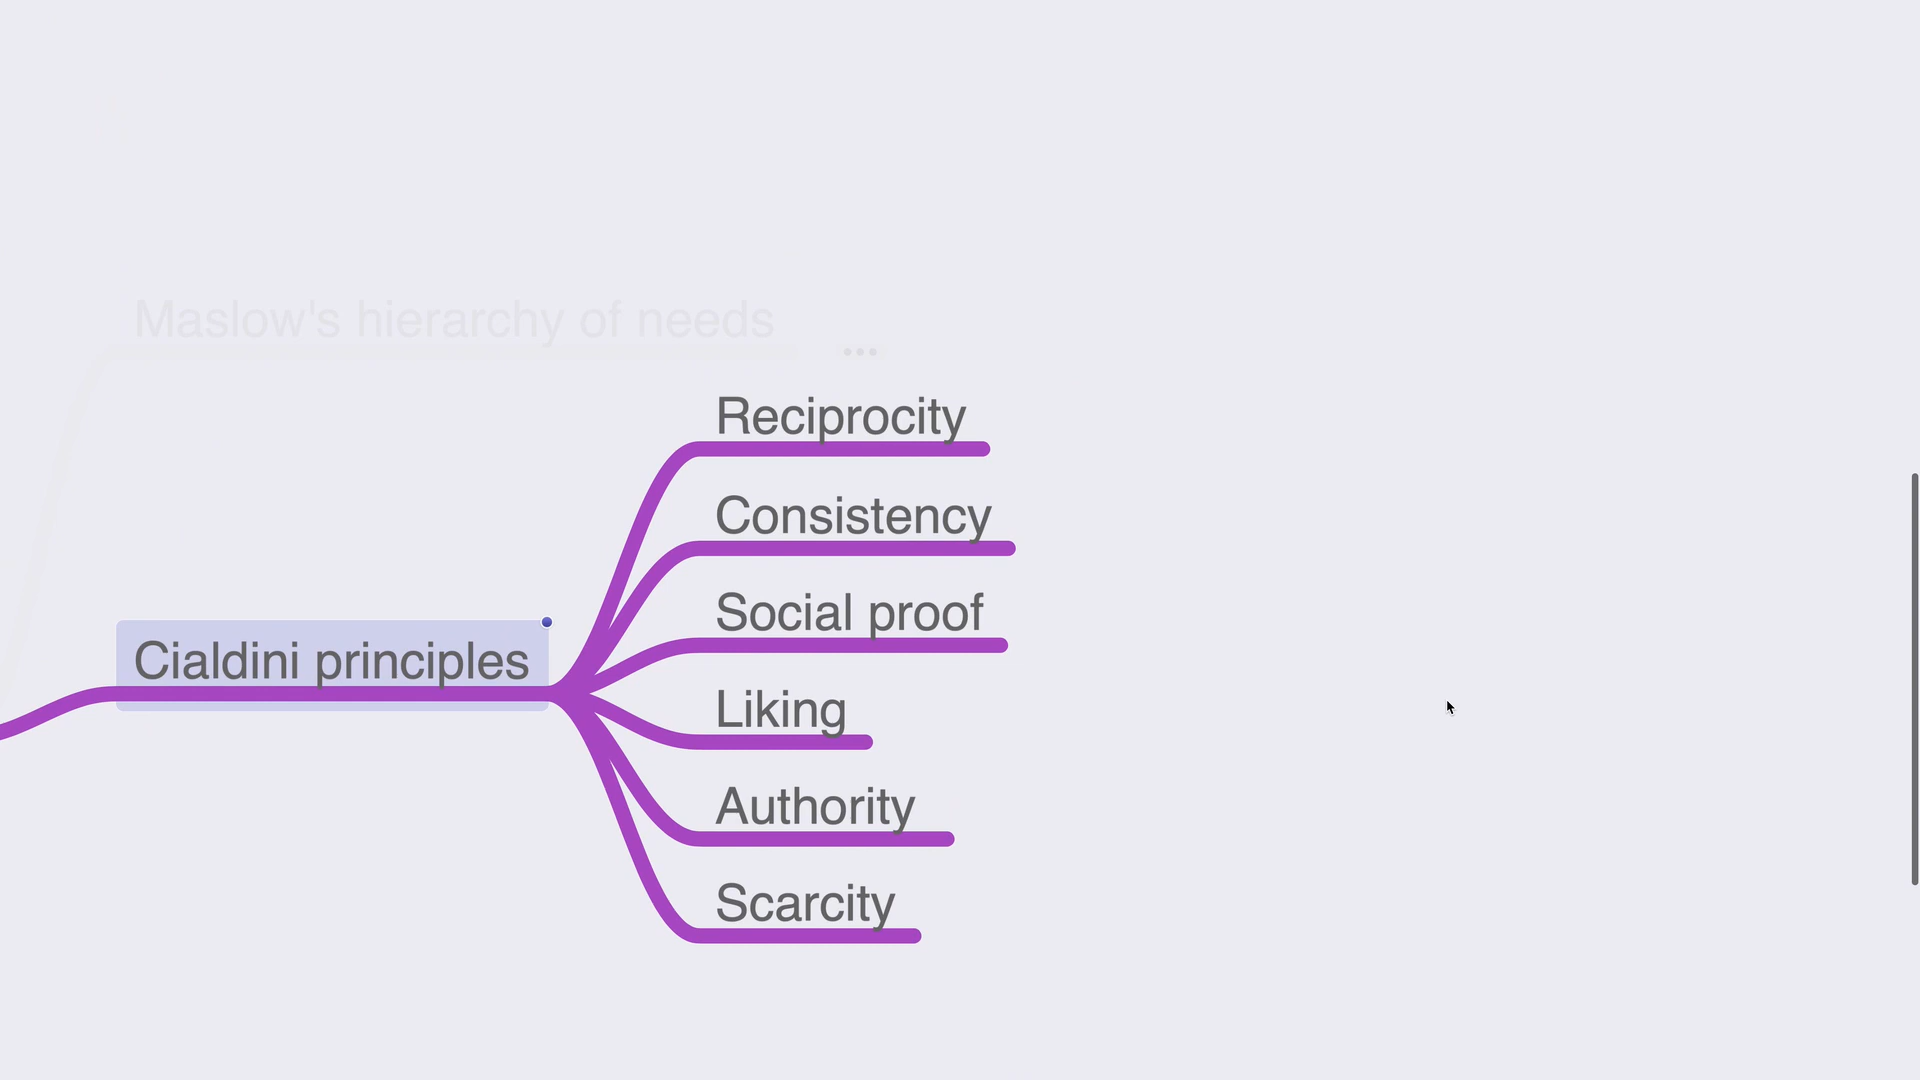 Maslow's hierarchy of needs
Cialdini principles
Reciprocity
Consistency
Social proof
Liking
Authority
Scarcity